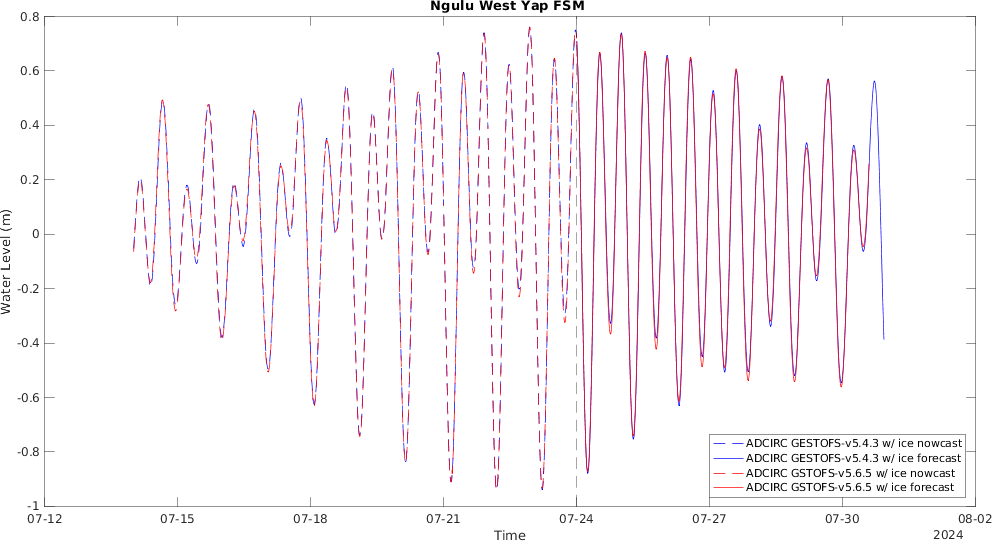 Ngulu West Yap FSM
0.8
0.6
0.4
0.2
0
-0.2
-0.4
-0.6
-0.8
-1
Water Level (m)
ADCIRC GESTOFS-v5.4.3 w/ ice nowcast
ADCIRC GESTOFS-v5.4.3 w/ ice forecast
ADCIRC GSTOFS-v5.6.5 w/ ice nowcast
ADCIRC GSTOFS-v5.6.5 w/ ice forecast
07-12 07-15 07-18 07-21 07-24 07-27 07-30 08-02
Time
2024